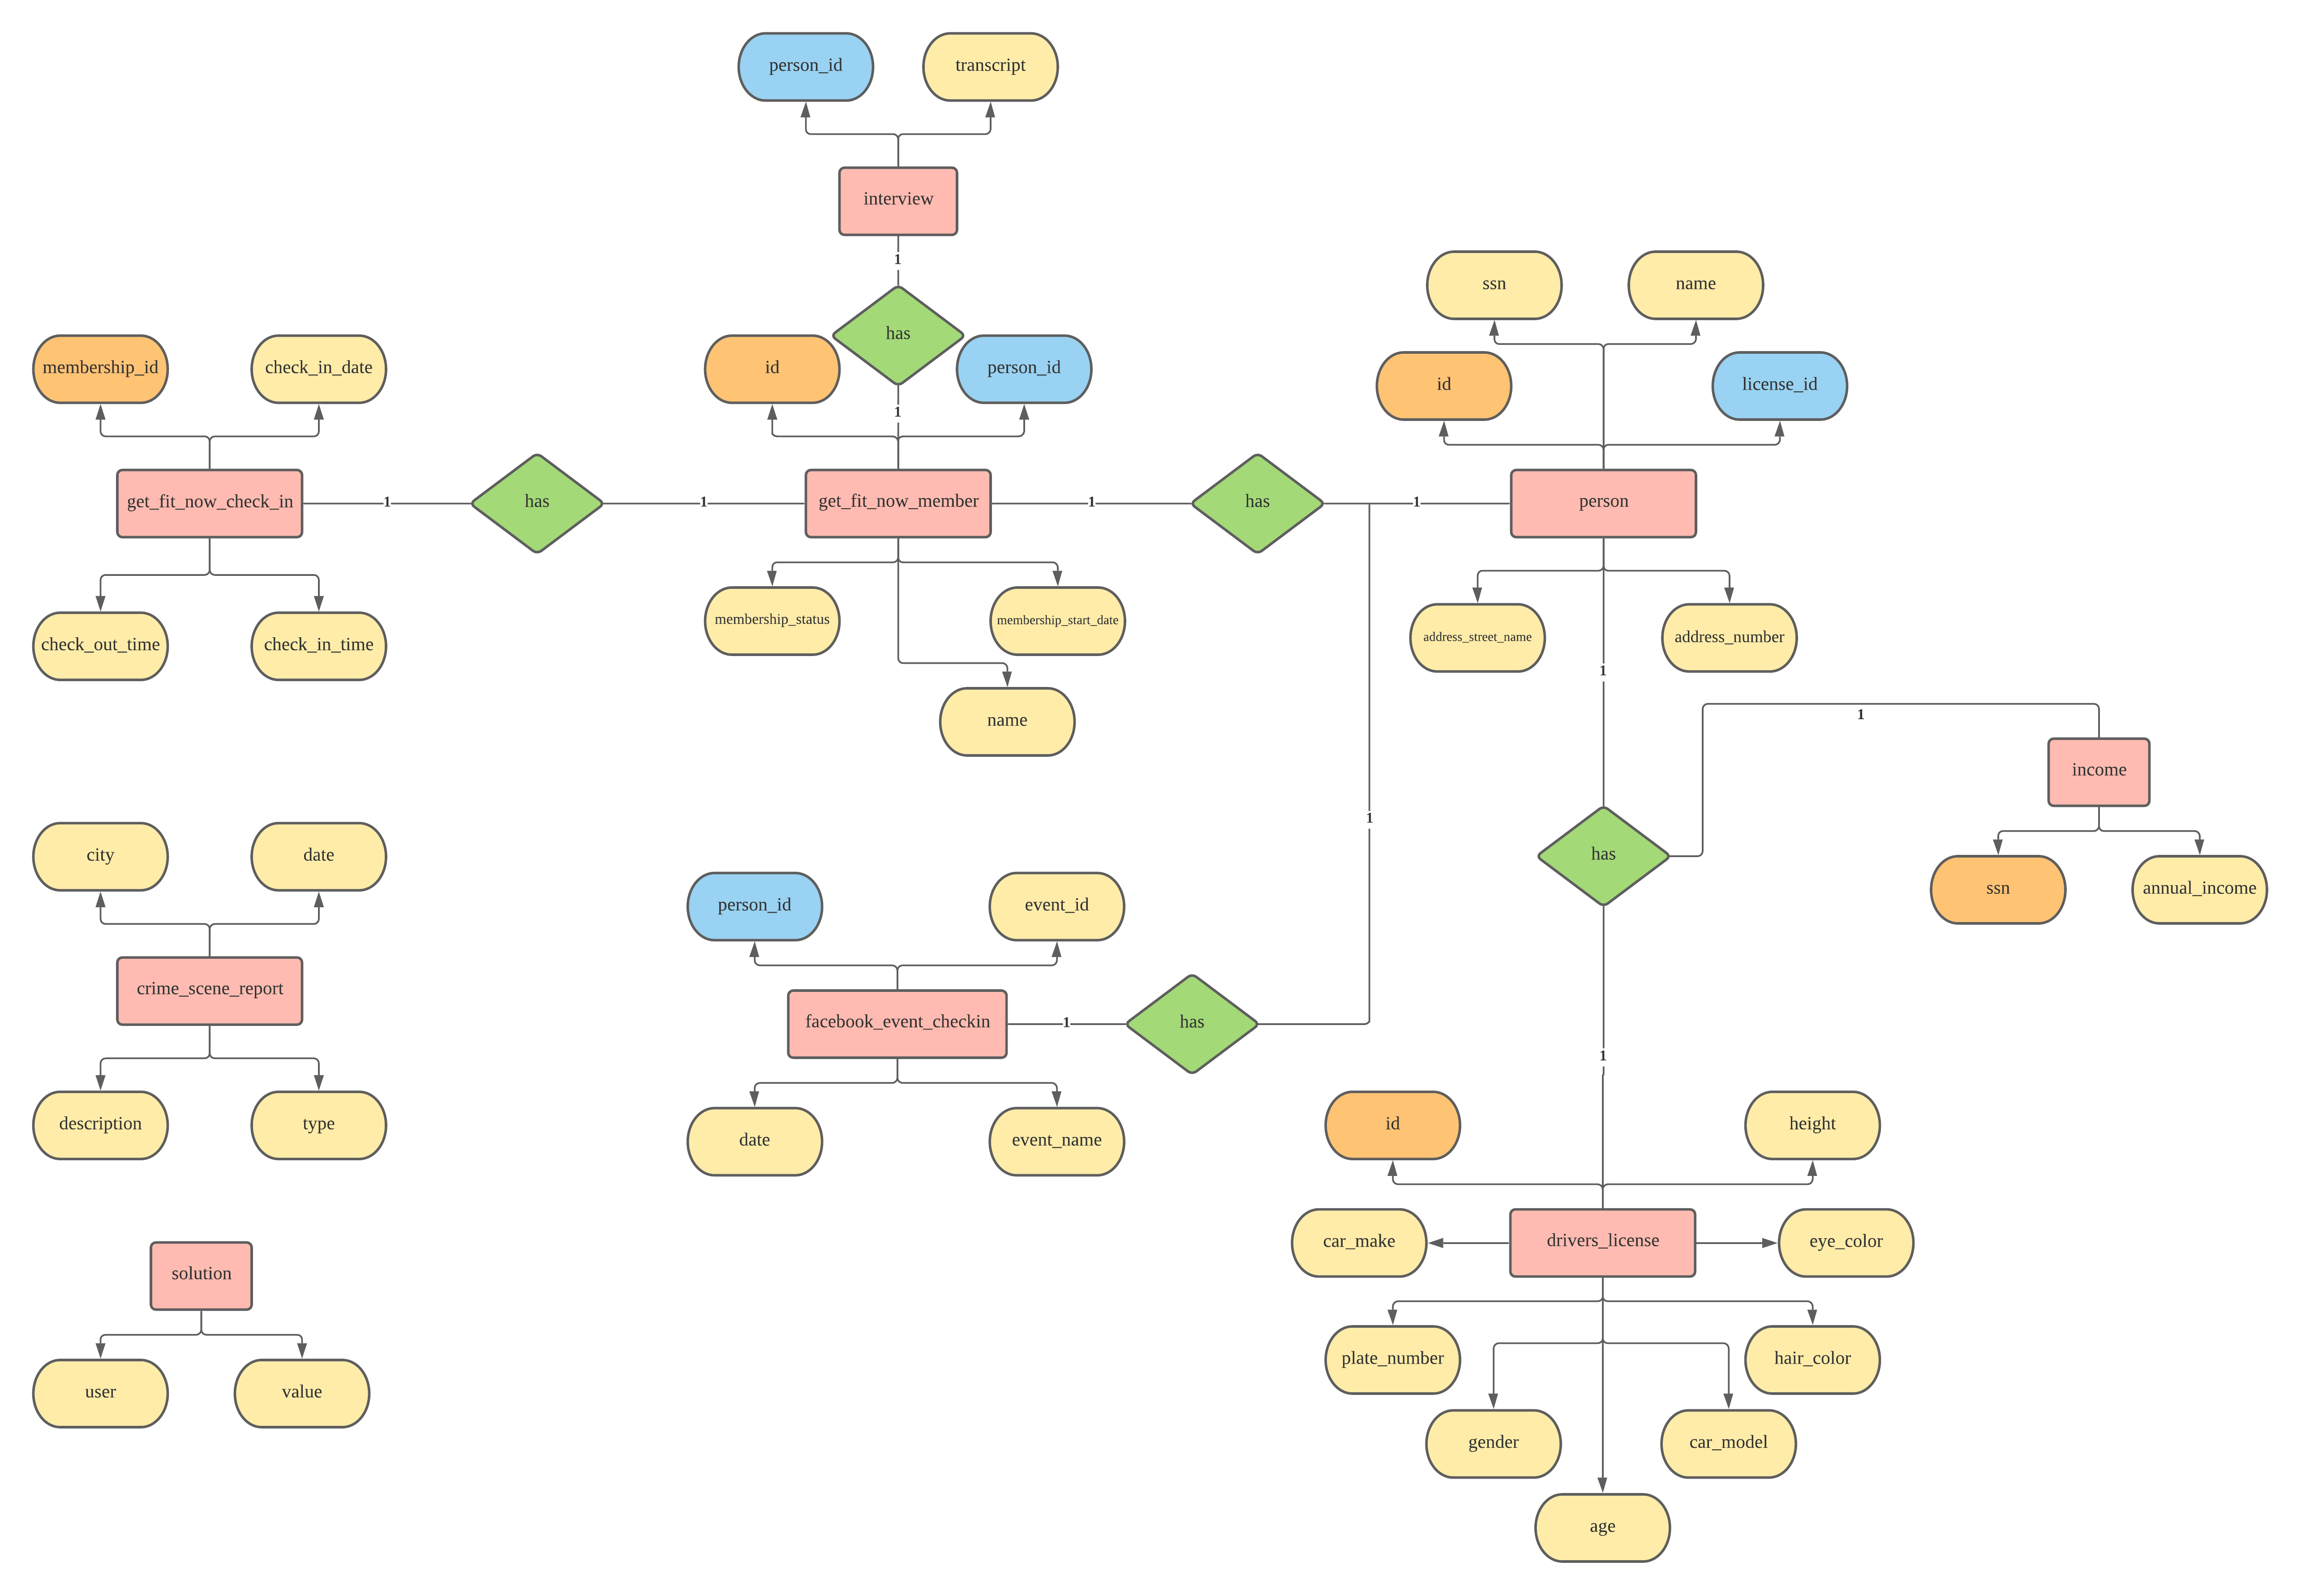 person_id
transcript
interview
1
has
ssn
name
membership_id
check_in_date
id
person_id
id
license_id
1
get_fit_now_check_in
1
has
1
get_fit_now_member
1
has
1
person
check_out_time
check_in_time
membership_status
membership_start_date
address_street_name
address_number
1
name
1
income
1
city
date
has
ssn
annual_income
person_id
event_id
crime_scene_report
facebook_event_checkin
1
has
1
description
type
date
event_name
id
height
car_make
drivers_license
eye_color
solution
plate_number
hair_color
user
value
gender
car_model
age